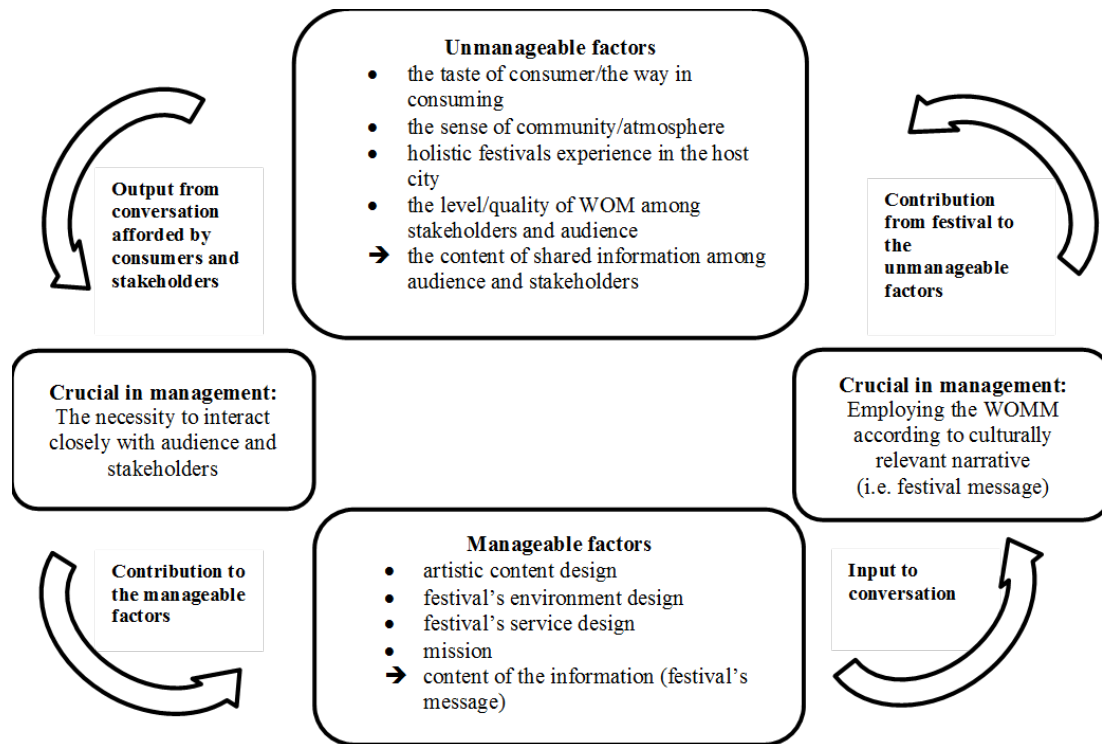 Unmanageable factors
• the taste of consumer/the way in
consuming
• the sense of community/atmosphere
• holistic festivals experience in the host
city
• the level/quality of WOM among
stakeholders and audience
➔ the content of shared information among
audience and stakeholders
Output from
conversation
afforded by
consumers and
stakeholders
Contribution
from festival to
the
unmanageable
factors
Crucial in management:
The necessity to interact
closely with audience and
stakeholders
Crucial in management:
Employing the WOMM
according to culturally
relevant narrative
(i.e. festival message)
Contribution to
the manageable
factors
Manageable factors
• artistic content design
• festival’s environment design
• festival’s service design
• mission
➔ content of the information (festival’s
message)
Input to
conversation